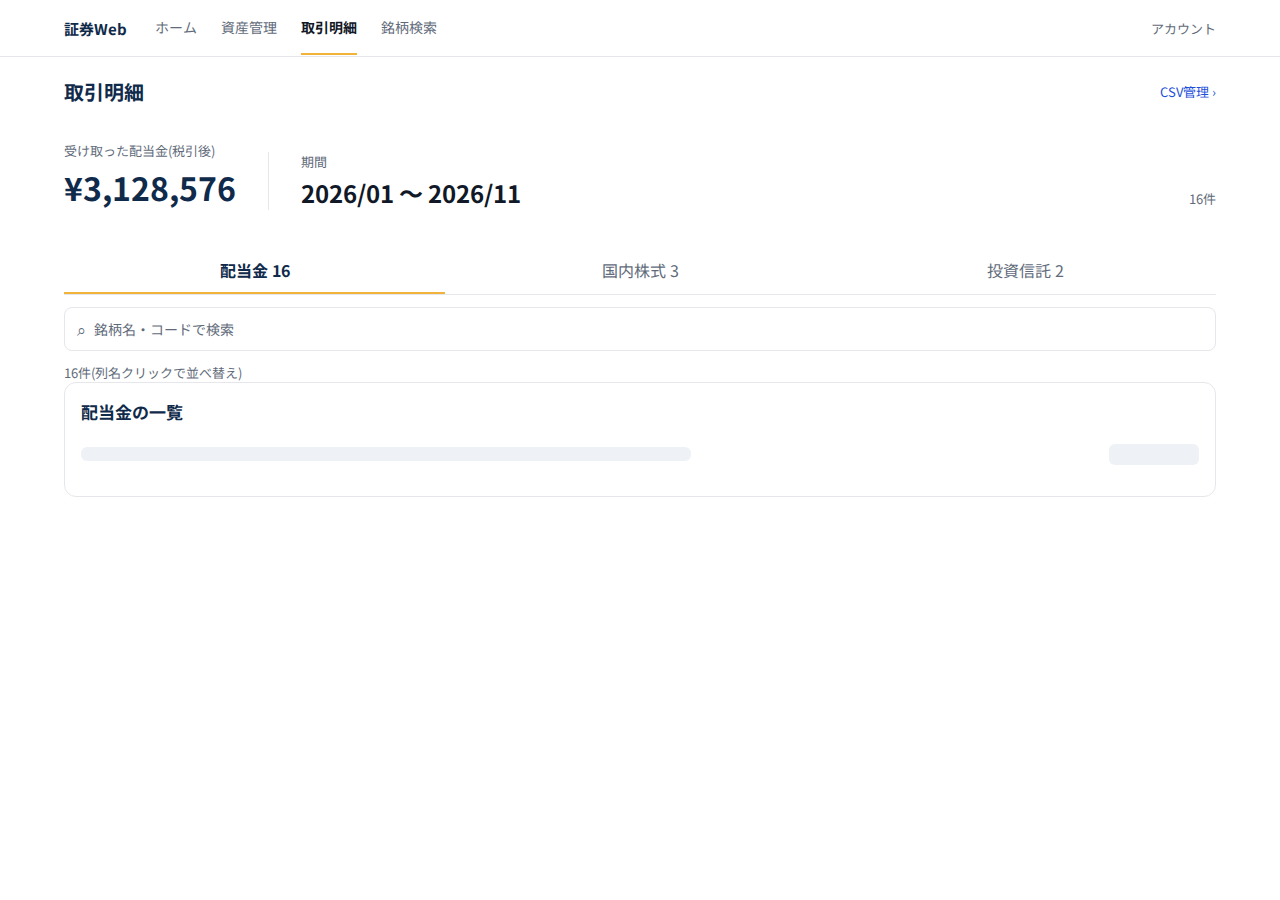 証券Web ホーム 資産管理 取引明細 銘柄検索 アカウント
取引明細 CSV管理 ›
受け取った配当金(税引後)
¥3,128,576
期間
2026/01 〜 2026/11
16件
配当金 16 国内株式 3 投資信託 2
銘柄名・コードで検索
16件(列名クリックで並べ替え)
配当金の一覧